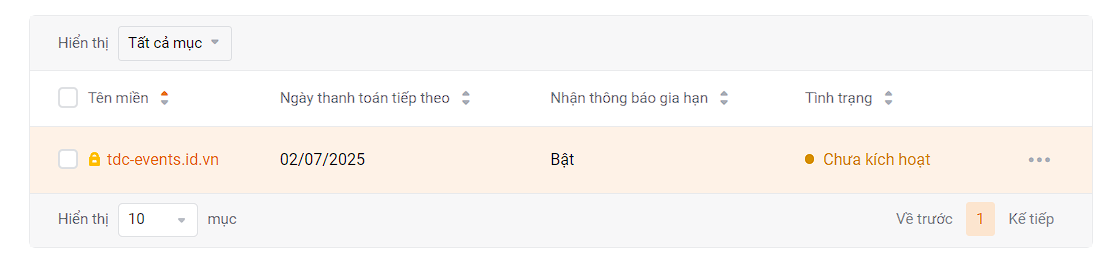 Hiển thị Tất cả mục
Tên miền Ngày thanh toán tiếp theo Nhận thông báo gia hạn Tình trạng
tdc-events.id.vn 02/07/2025 Bật Chưa kích hoạt
Hiển thị 10 mục Về trước 1 Kế tiếp